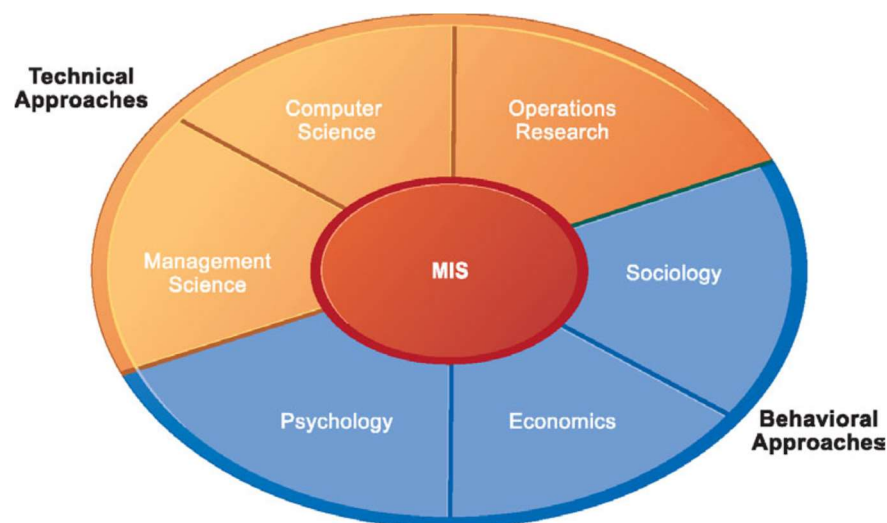 Technical
Approaches
Computer
Science
Operations
Research
Management
Science
MIS
Sociology
Psychology
Economics
Behavioral
Approaches